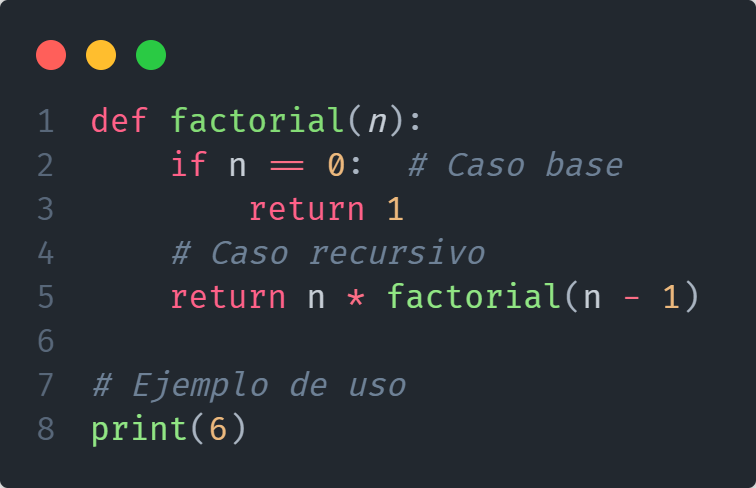 1 def factorial(n):
2     if n == 0:  # Caso base
3         return 1
4     # Caso recursivo
5     return n * factorial(n - 1)
6
7 # Ejemplo de uso
8 print(6)